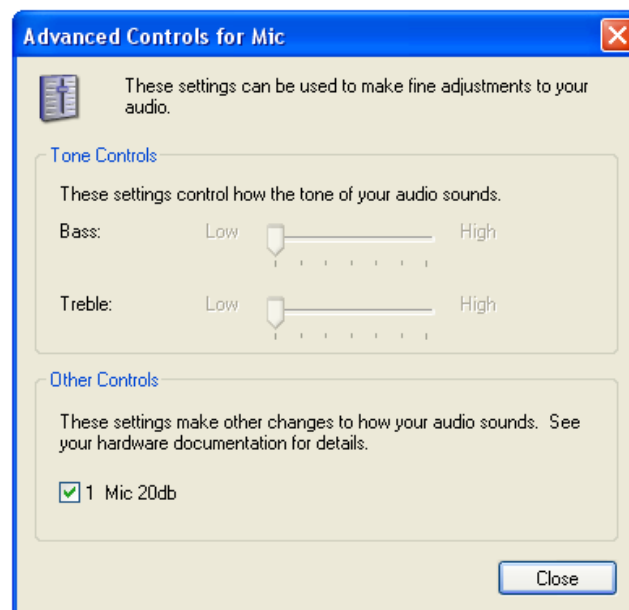 Advanced Controls for Mic
These settings can be used to make fine adjustments to your
audio.
Tone Controls
These settings control how the tone of your audio sounds.
Bass: Low High
Treble: Low High
Other Controls
These settings make other changes to how your audio sounds.  See
your hardware documentation for details.
1  Mic 20db
Close